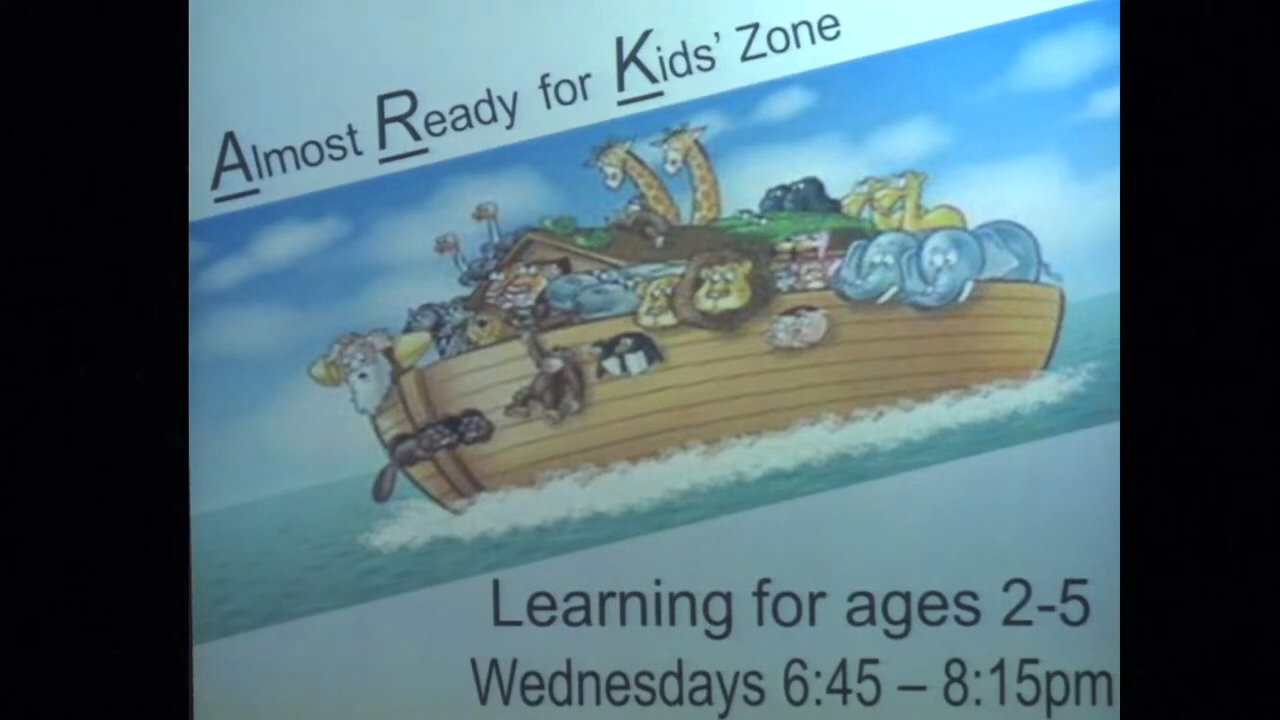 Almost Ready for Kids' Zone
Learning for ages 2-5
Wednesdays 6:45 – 8:15pm